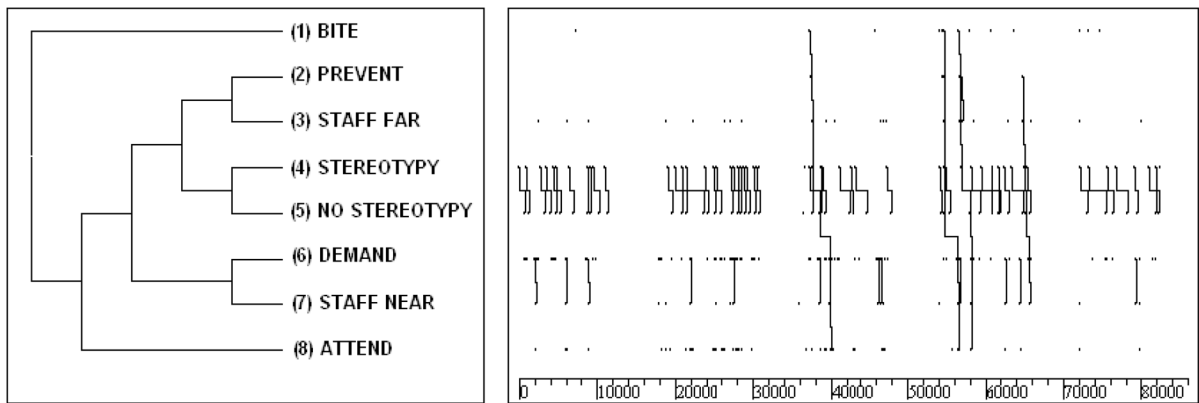 (1) BITE
(2) PREVENT
(3) STAFF FAR
(4) STEREOTYPY
(5) NO STEREOTYPY
(6) DEMAND
(7) STAFF NEAR
(8) ATTEND
0 10000 20000 30000 40000 50000 60000 70000 80000